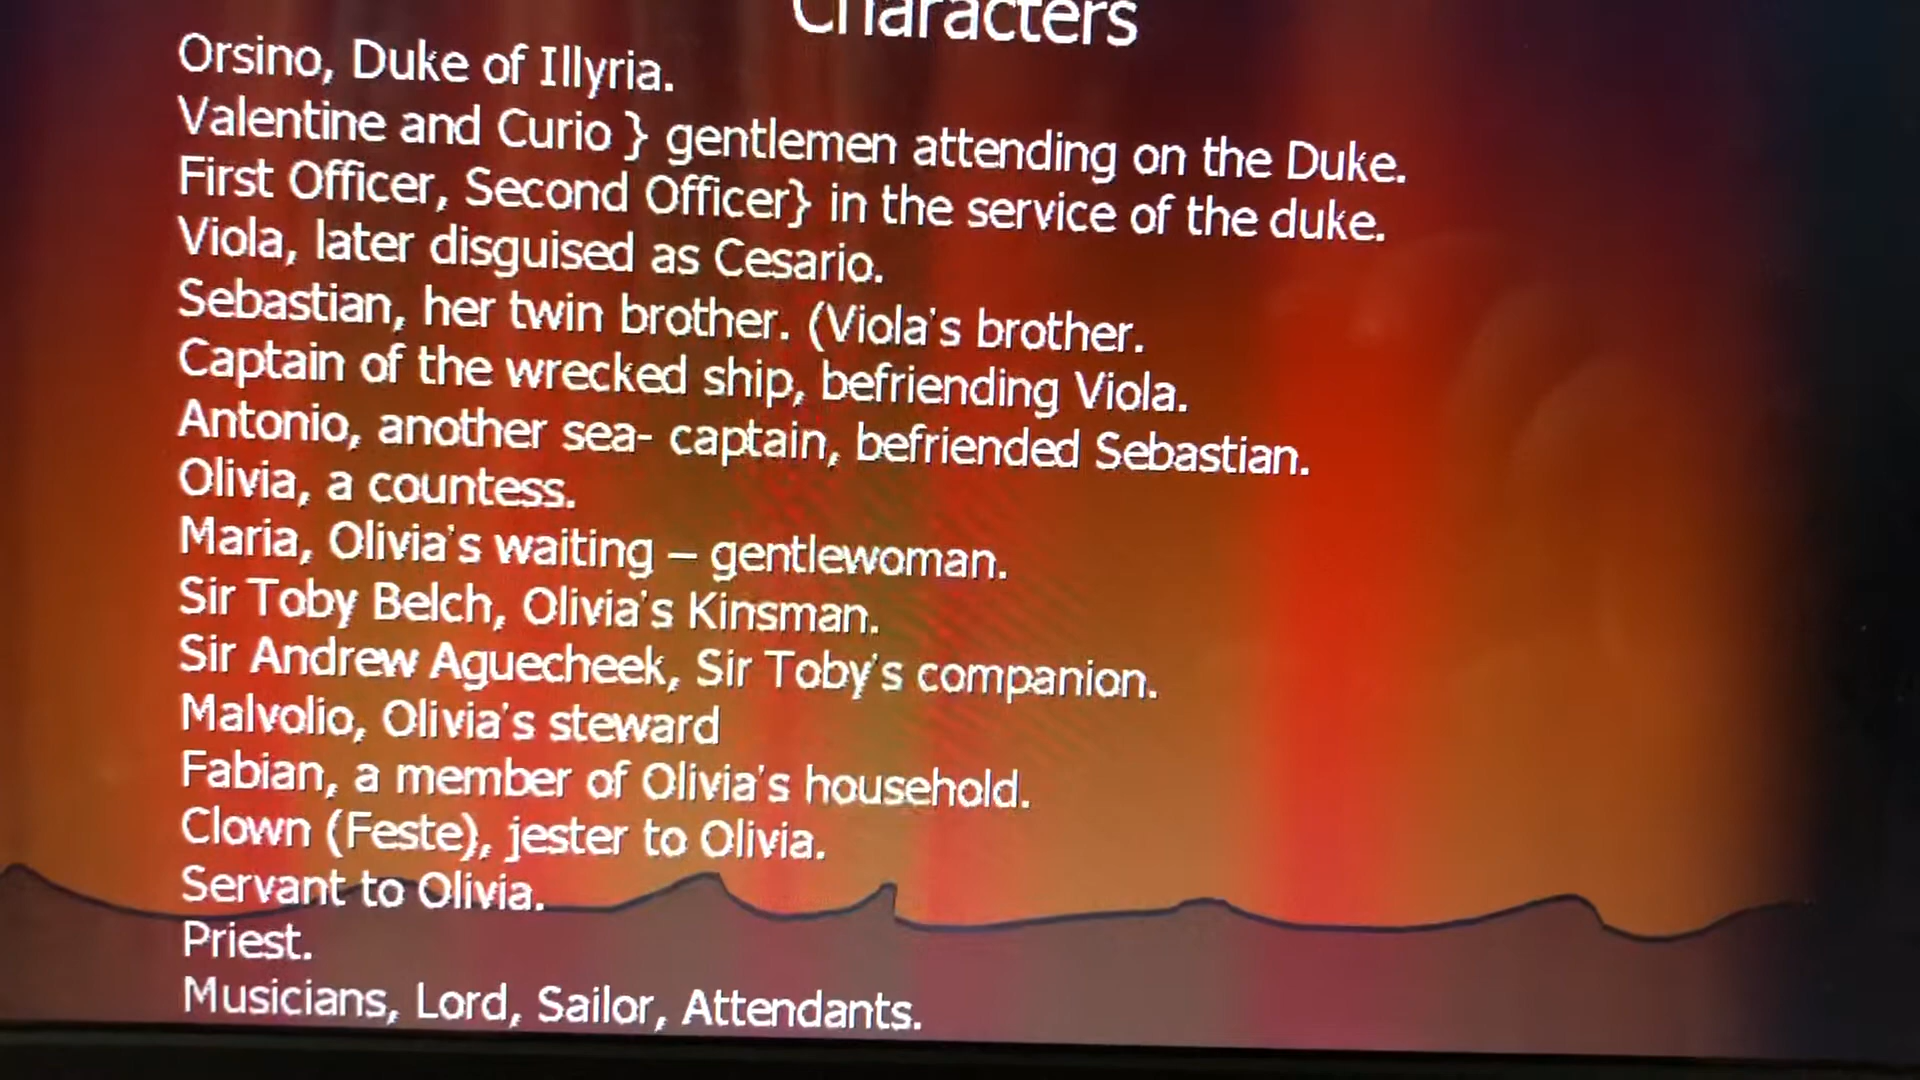 Characters
Orsino, Duke of Illyria.
Valentine and Curio } gentlemen attending on the Duke.
First Officer, Second Officer} in the service of the duke.
Viola, later disguised as Cesario.
Sebastian, her twin brother. (Viola's brother.
Captain of the wrecked ship, befriending Viola.
Antonio, another sea- captain, befriended Sebastian.
Olivia, a countess.
Maria, Olivia's waiting – gentlewoman.
Sir Toby Belch, Olivia's Kinsman.
Sir Andrew Aguecheek, Sir Toby's companion.
Malvolio, Olivia's steward
Fabian, a member of Olivia's household.
Clown (Feste), jester to Olivia.
Servant to Olivia.
Priest.
Musicians, Lord, Sailor, Attendants.